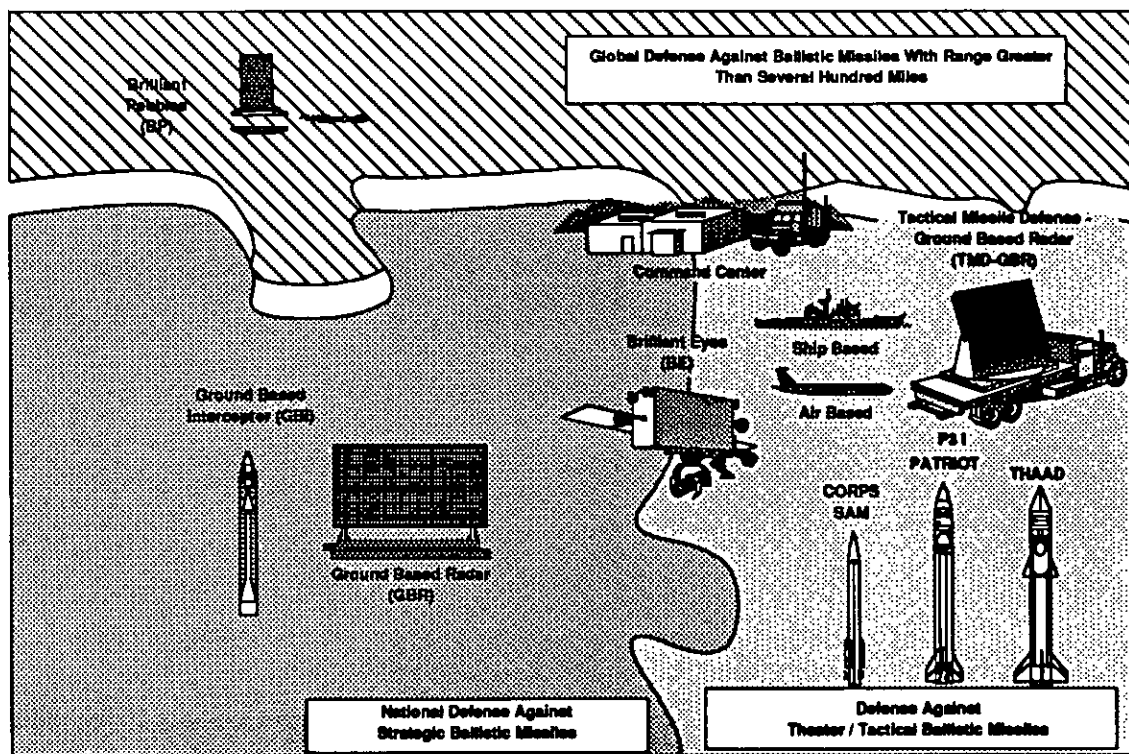 Global Defense Against Ballistic Missiles With Range Greater
Than Several Hundred Miles
Brilliant
Pebbles
(BP)
Tactical Missile Defense -
Ground Based Radar
(TMD-GBR)
Command Center
Brilliant Eyes
(BE)
Ship Based
Air Based
Ground Based
Interceptor (GBI)
Ground Based Radar
(GBR)
P3 I
PATRIOT
THAAD
CORPS
SAM
National Defense Against
Strategic Ballistic Missiles
Defense Against
Theater / Tactical Ballistic Missiles